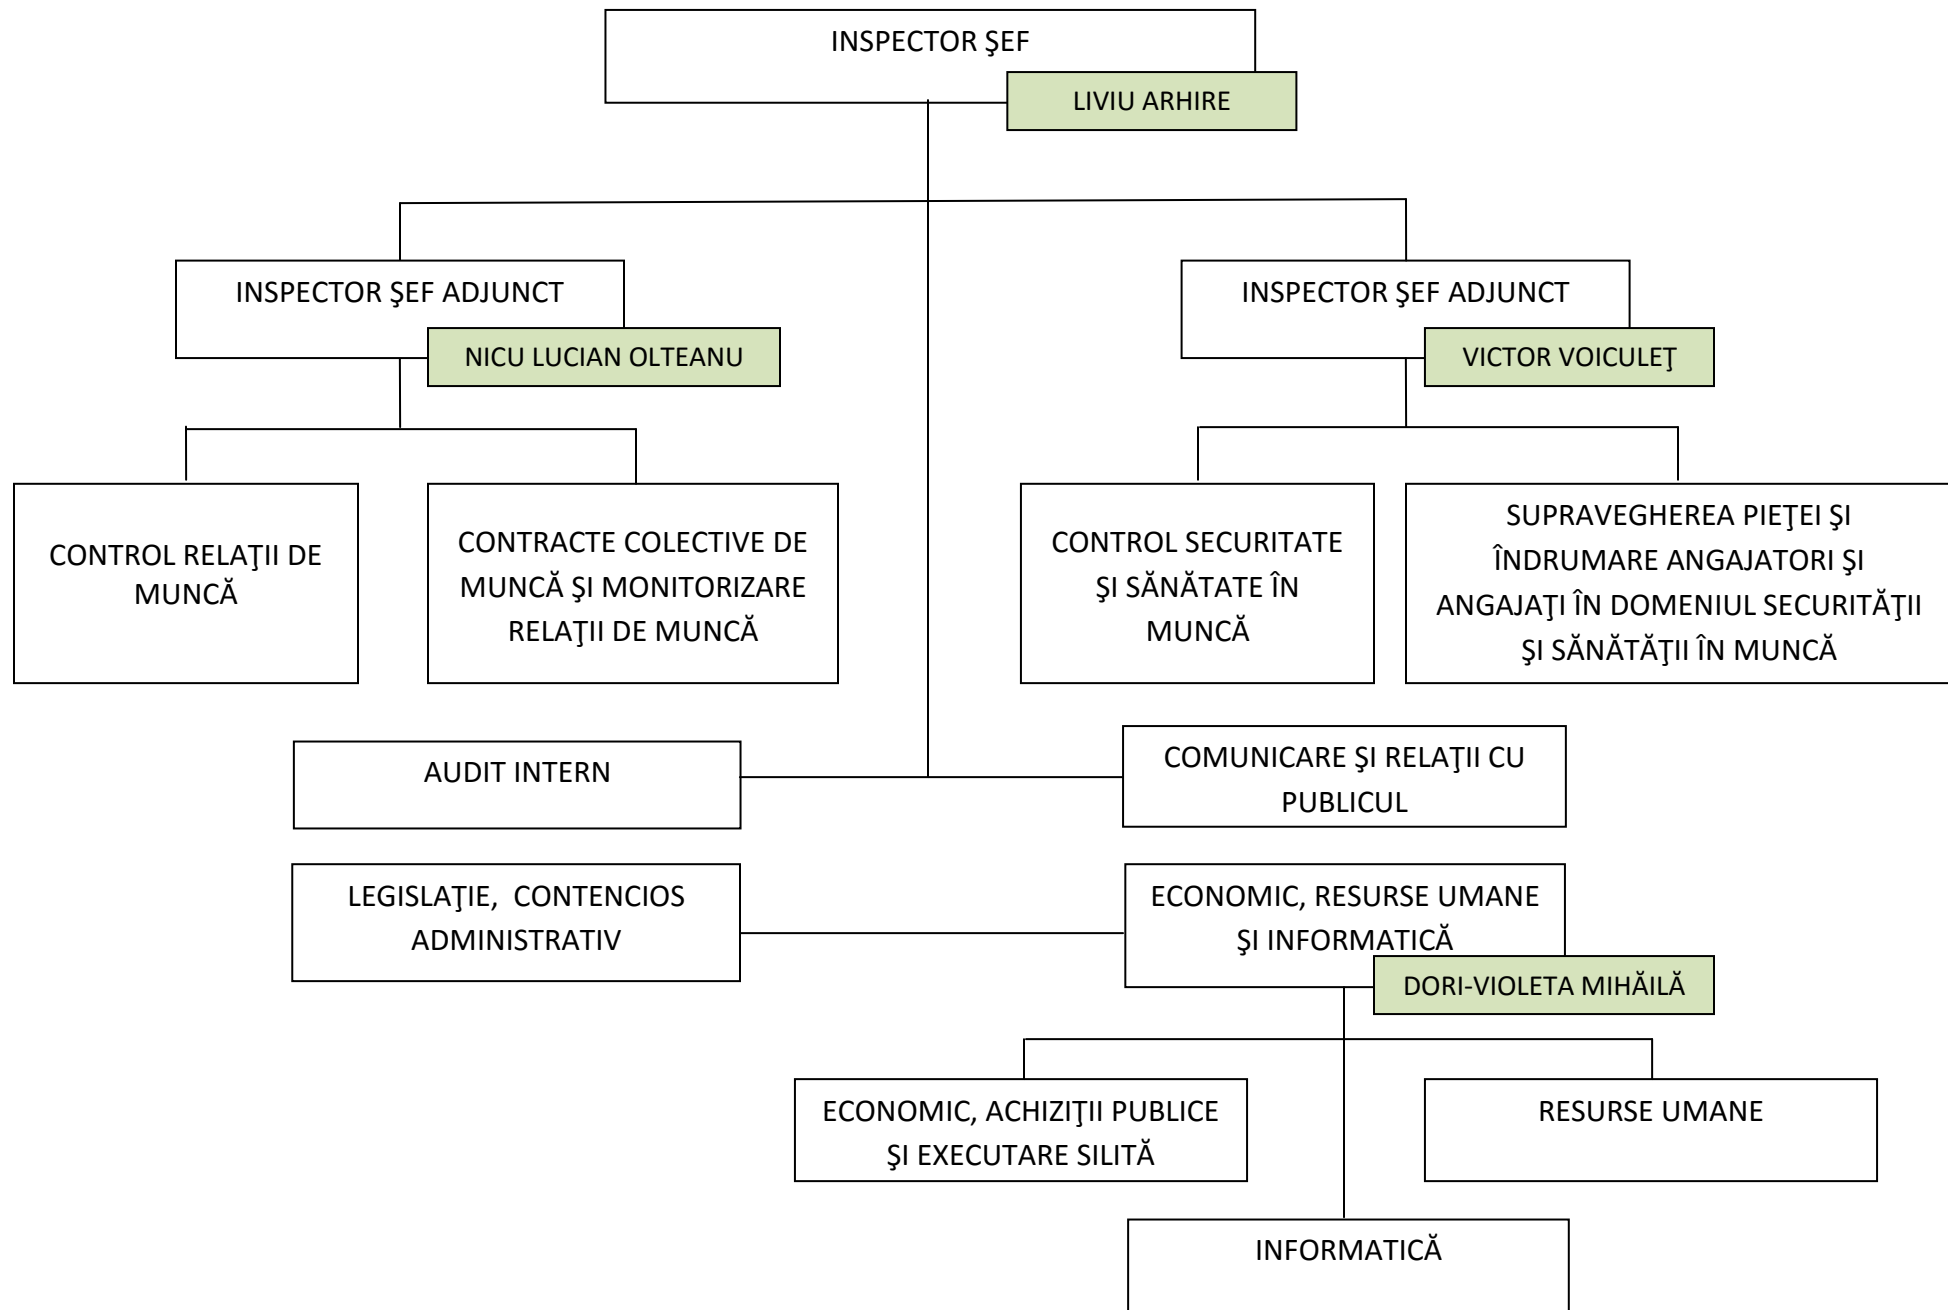 INSPECTOR ŞEF
LIVIU ARHIRE
INSPECTOR ŞEF ADJUNCT
NICU LUCIAN OLTEANU
INSPECTOR ŞEF ADJUNCT
VICTOR VOICULEŢ
CONTROL RELAŢII DE
MUNCĂ
CONTRACTE COLECTIVE DE
MUNCĂ ŞI MONITORIZARE
RELAŢII DE MUNCĂ
CONTROL SECURITATE
ŞI SĂNĂTATE ÎN
MUNCĂ
SUPRAVEGHEREA PIEŢEI ŞI
ÎNDRUMARE ANGAJATORI ŞI
ANGAJAŢI ÎN DOMENIUL SECURITĂŢII
ŞI SĂNĂTĂŢII ÎN MUNCĂ
AUDIT INTERN
COMUNICARE ŞI RELAŢII CU
PUBLICUL
LEGISLAŢIE, CONTENCIOS
ADMINISTRATIV
ECONOMIC, RESURSE UMANE
ŞI INFORMATICĂ
DORI-VIOLETA MIHĂILĂ
ECONOMIC, ACHIZIŢII PUBLICE
ŞI EXECUTARE SILITĂ
RESURSE UMANE
INFORMATICĂ